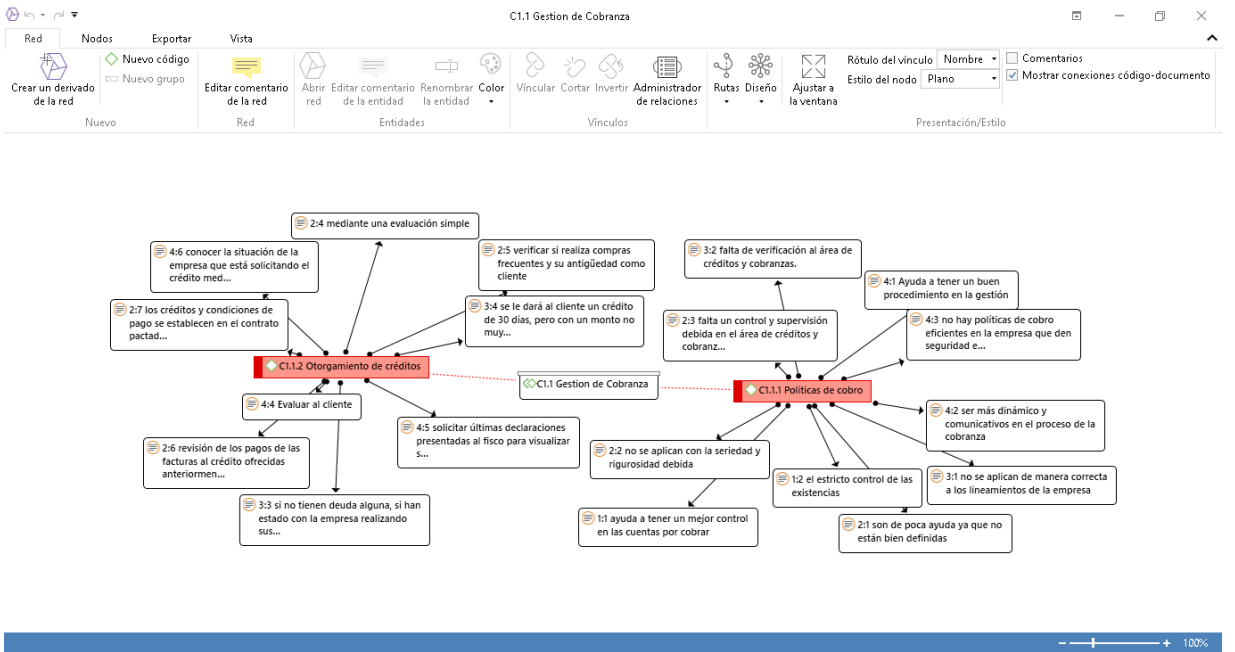 C1.1 Gestion de Cobranza
Red
Nodos
Exportar
Vista
Crear un derivado
de la red
Nuevo código
Nuevo grupo
Nuevo
Editar comentario
de la red
Red
Abrir
red
Editar comentario
de la entidad
Renombrar
la entidad
Color
Entidades
Víncular
Cortar
Invertir
Administrador
de relaciones
Vínculos
Rutas
Diseño
Ajustar a
la ventana
Rótulo del vínculo
Nombre
Estilo del nodo
Plano
Comentarios
Mostrar conexiones código-documento
Presentación/Estilo
2:4 mediante una evaluación simple
4:6 conocer la situación de la
empresa que está solicitando el
crédito med...
2:5 verificar si realiza compras
frecuentes y su antigüedad como
cliente
2:7 los créditos y condiciones de
pago se establecen en el contrato
pactad...
3:4 se le dará al cliente un crédito
de 30 días, pero con un monto no
muy...
C1.1.2 Otorgamiento de créditos
4:4 Evaluar al cliente
4:5 solicitar últimas declaraciones
presentadas al fisco para visualizar
s...
2:6 revisión de los pagos de las
facturas al crédito ofrecidas
anteriormen...
3:3 si no tienen deuda alguna, si han
estado con la empresa realizando
sus...
C1.1 Gestion de Cobranza
3:2 falta de verificación al área de
créditos y cobranzas.
4:1 Ayuda a tener un buen
procedimiento en la gestión
2:3 falta un control y supervisión
debida en el área de créditos y
cobranz...
4:3 no hay políticas de cobro
eficientes en la empresa que den
seguridad e...
C1.1.1 Políticas de cobro
4:2 ser más dinámico y
comunicativos en el proceso de la
cobranza
2:2 no se aplican con la seriedad y
rigurosidad debida
1:2 el estricto control de las
existencias
3:1 no se aplican de manera correcta
a los lineamientos de la empresa
1:1 ayuda a tener un mejor control
en las cuentas por cobrar
2:1 son de poca ayuda ya que no
están bien definidas
100%